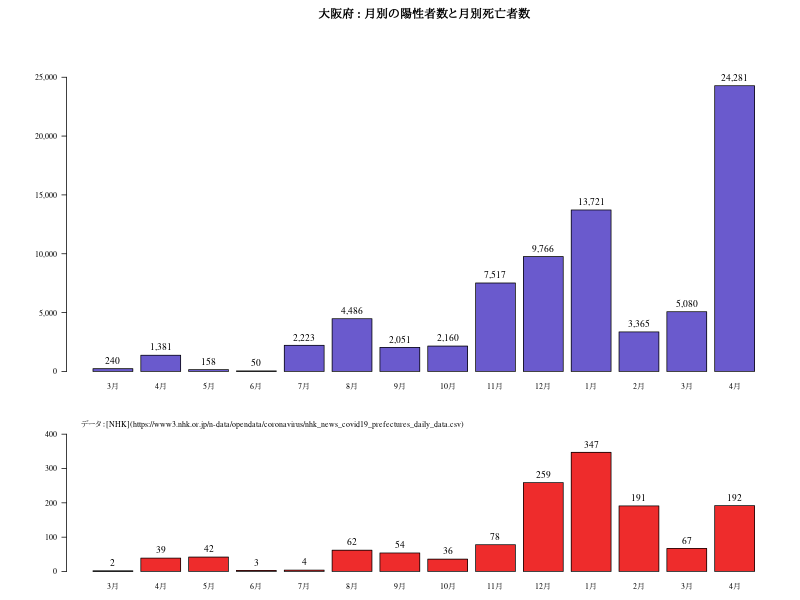 大阪府 : 月別の陽性者数と月別死亡者数
25,000
20,000
15,000
10,000
5,000
0
240 1,381 158 50 2,223 4,486 2,051 2,160 7,517 9,766 13,721 3,365 5,080 24,281
3月 4月 5月 6月 7月 8月 9月 10月 11月 12月 1月 2月 3月 4月
データ:[NHK](https://www3.nhk.or.jp/n-data/opendata/coronavirus/nhk_news_covid19_prefectures_daily_data.csv)
400
300
200
100
0
2 39 42 3 4 62 54 36 78 259 347 191 67 192
3月 4月 5月 6月 7月 8月 9月 10月 11月 12月 1月 2月 3月 4月